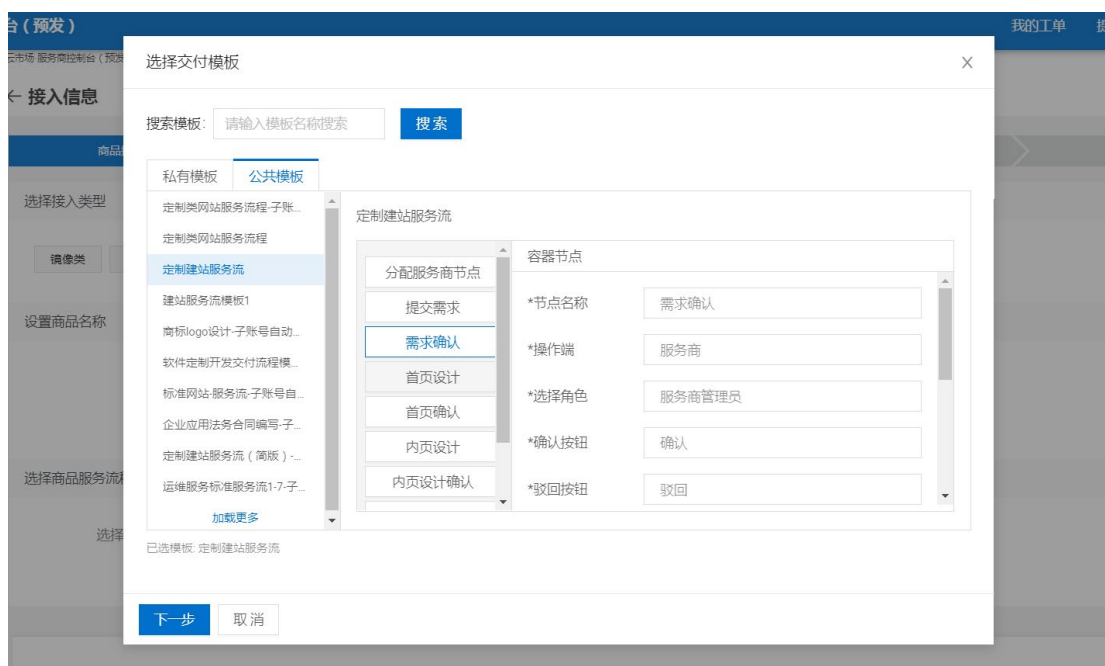 台（预发）
我的工单
云市场 服务商控制台（预发
← 接入信息
选择交付模板
X
搜索模板：
请输入模板名称搜索
搜索
商品
私有模板
公共模板
选择接入类型
镜像类
设置商品名称
选择商品服务流程
选择
定制类网站服务流程-子账...
定制类网站服务流程
定制建站服务流
建站服务流模板1
商标logo设计-子账号自动...
软件定制开发交付流程模...
标准网站-服务流-子账号自...
企业应用法务合同编写-子...
定制建站服务流（简版）-...
运维服务标准服务流1-7-子...
加载更多
定制建站服务流
分配服务商节点
提交需求
需求确认
首页设计
首页确认
内页设计
内页设计确认
容器节点
*节点名称
需求确认
*操作端
服务商
*选择角色
服务商管理员
*确认按钮
确认
*驳回按钮
驳回
已选模板: 定制建站服务流
下一步
取消